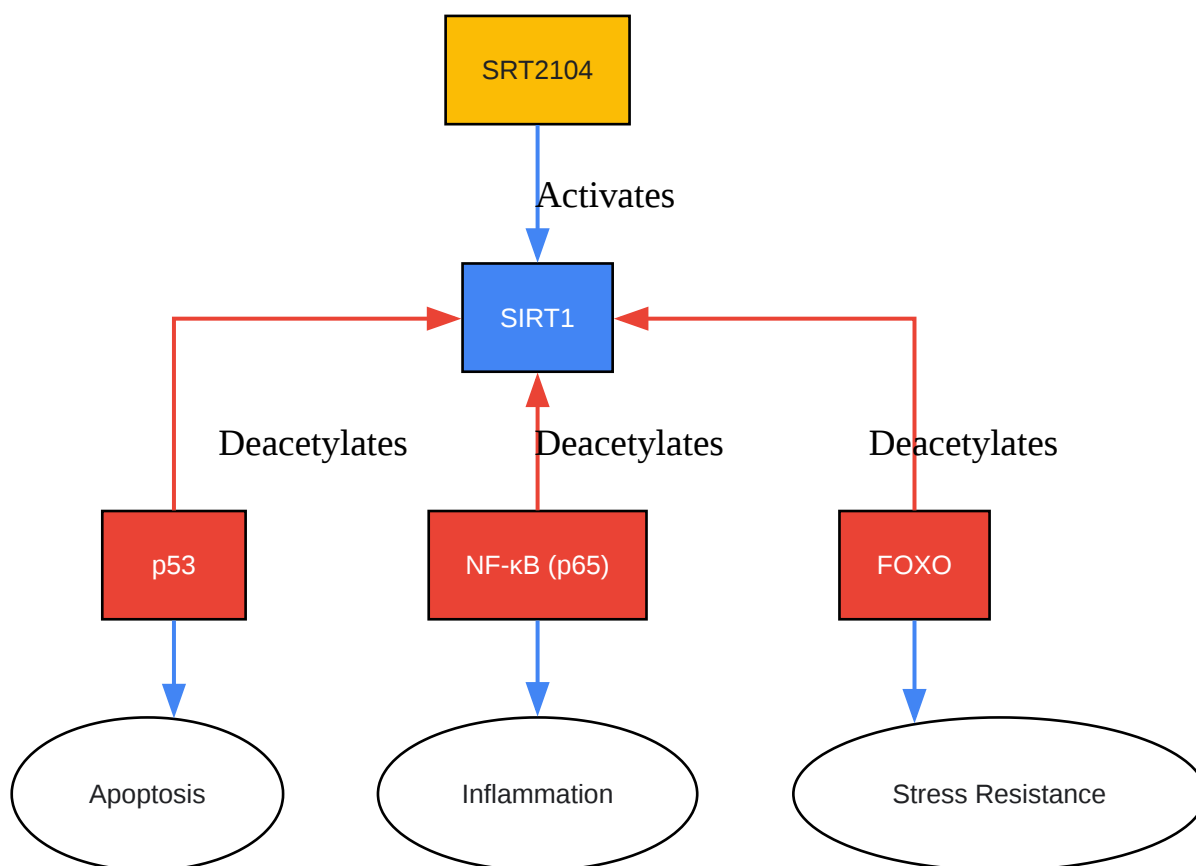 SRT2104
Activates
SIRT1
Deacetylates
Deacetylates
Deacetylates
p53
NF-κB (p65)
FOXO
Apoptosis
Inflammation
Stress Resistance